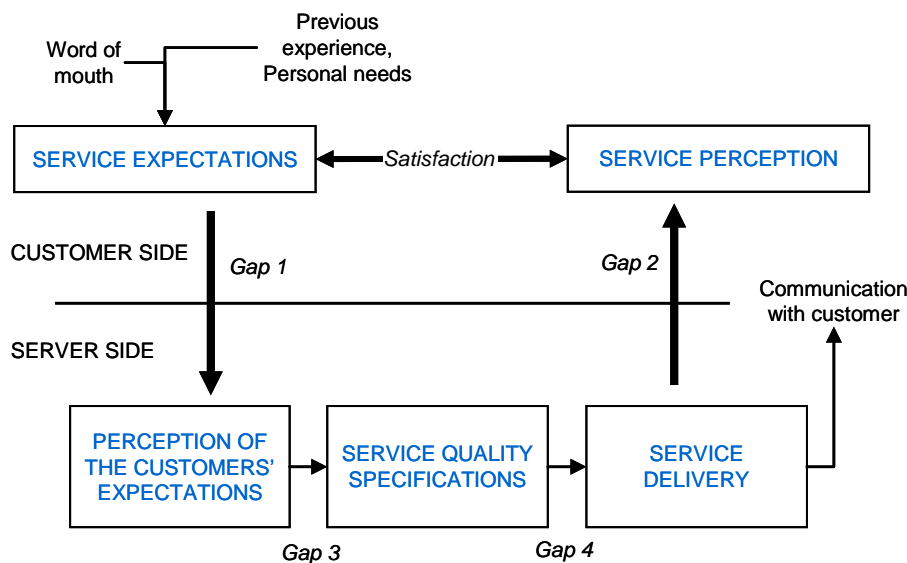 Previous
experience,
Personal needs
Word of
mouth
SERVICE EXPECTATIONS
Satisfaction
SERVICE PERCEPTION
CUSTOMER SIDE
Gap 1
Gap 2
Communication
with customer
SERVER SIDE
PERCEPTION OF
THE CUSTOMERS’
EXPECTATIONS
SERVICE QUALITY
SPECIFICATIONS
SERVICE
DELIVERY
Gap 3
Gap 4